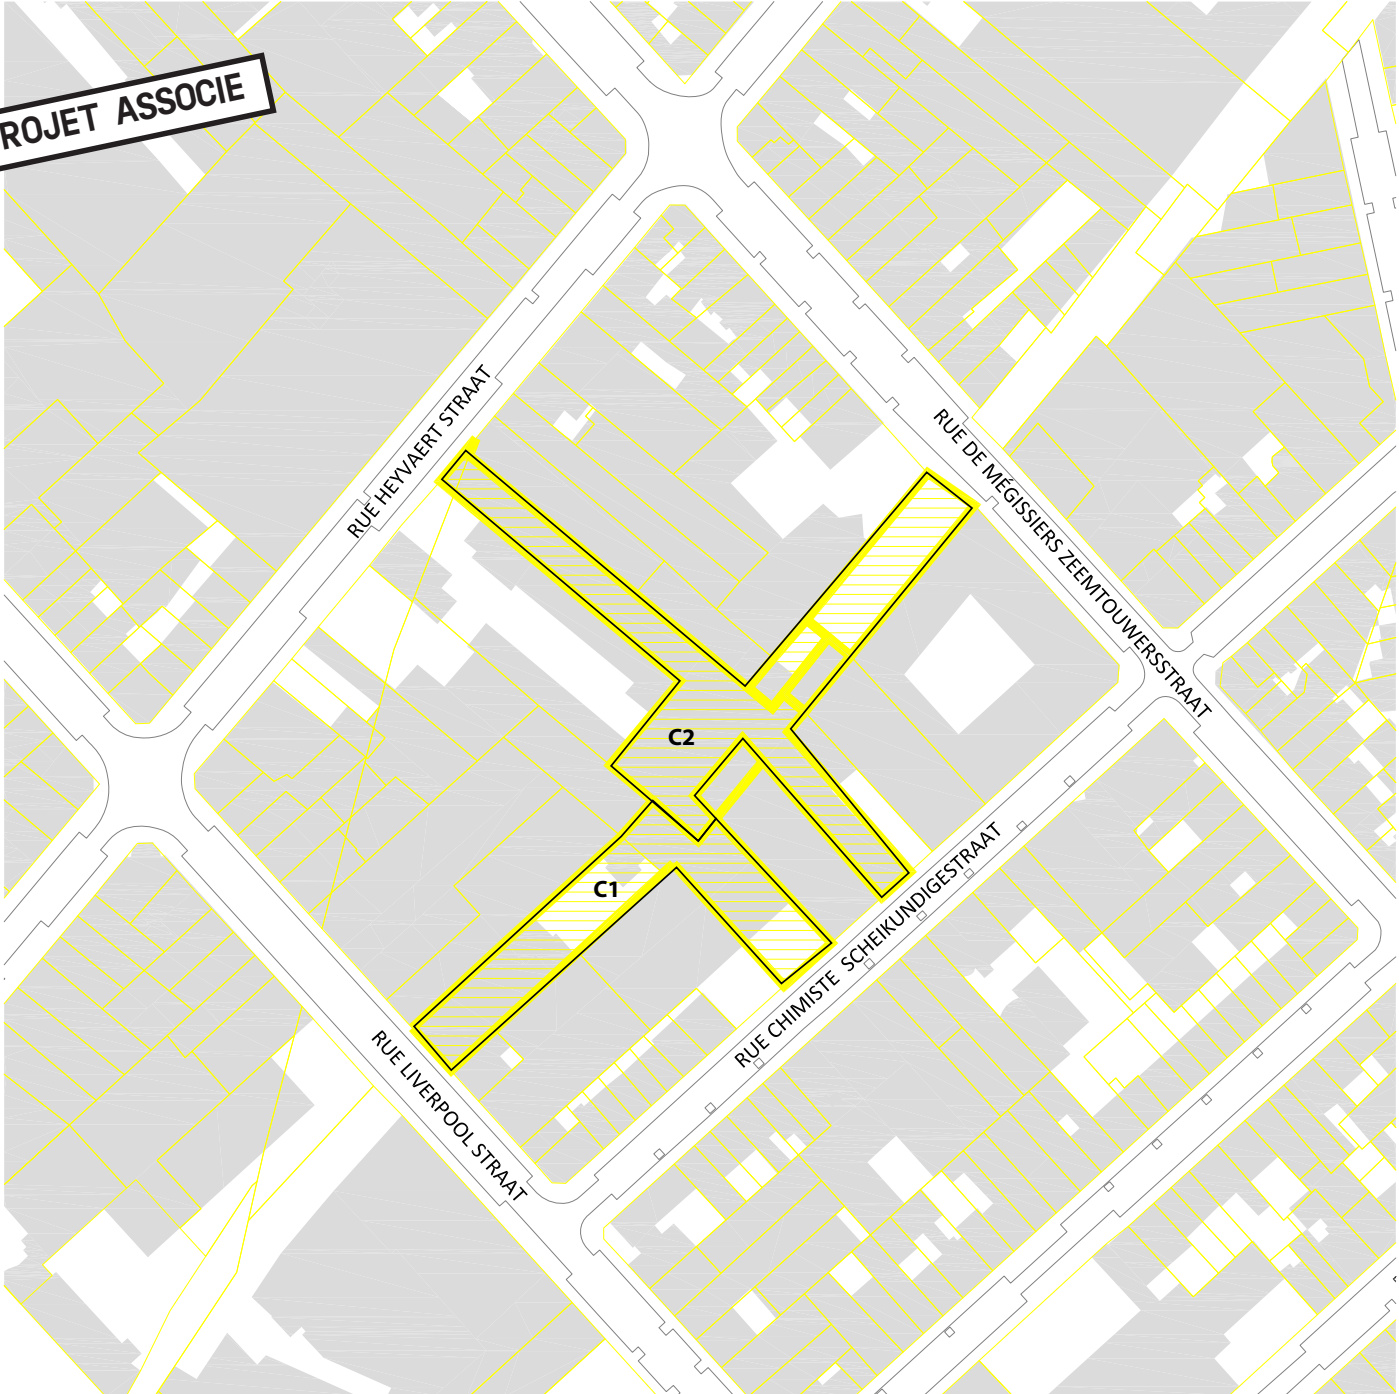 ROJET ASSOCIE
RUE HEYVAERT STRAAT
RUE DE MÉGISSIERS ZEEMTOUWERSSTRAAT
C2
C1
RUE CHIMISTE SCHEIKUNDIGESTRAAT
RUE LIVERPOOL STRAAT